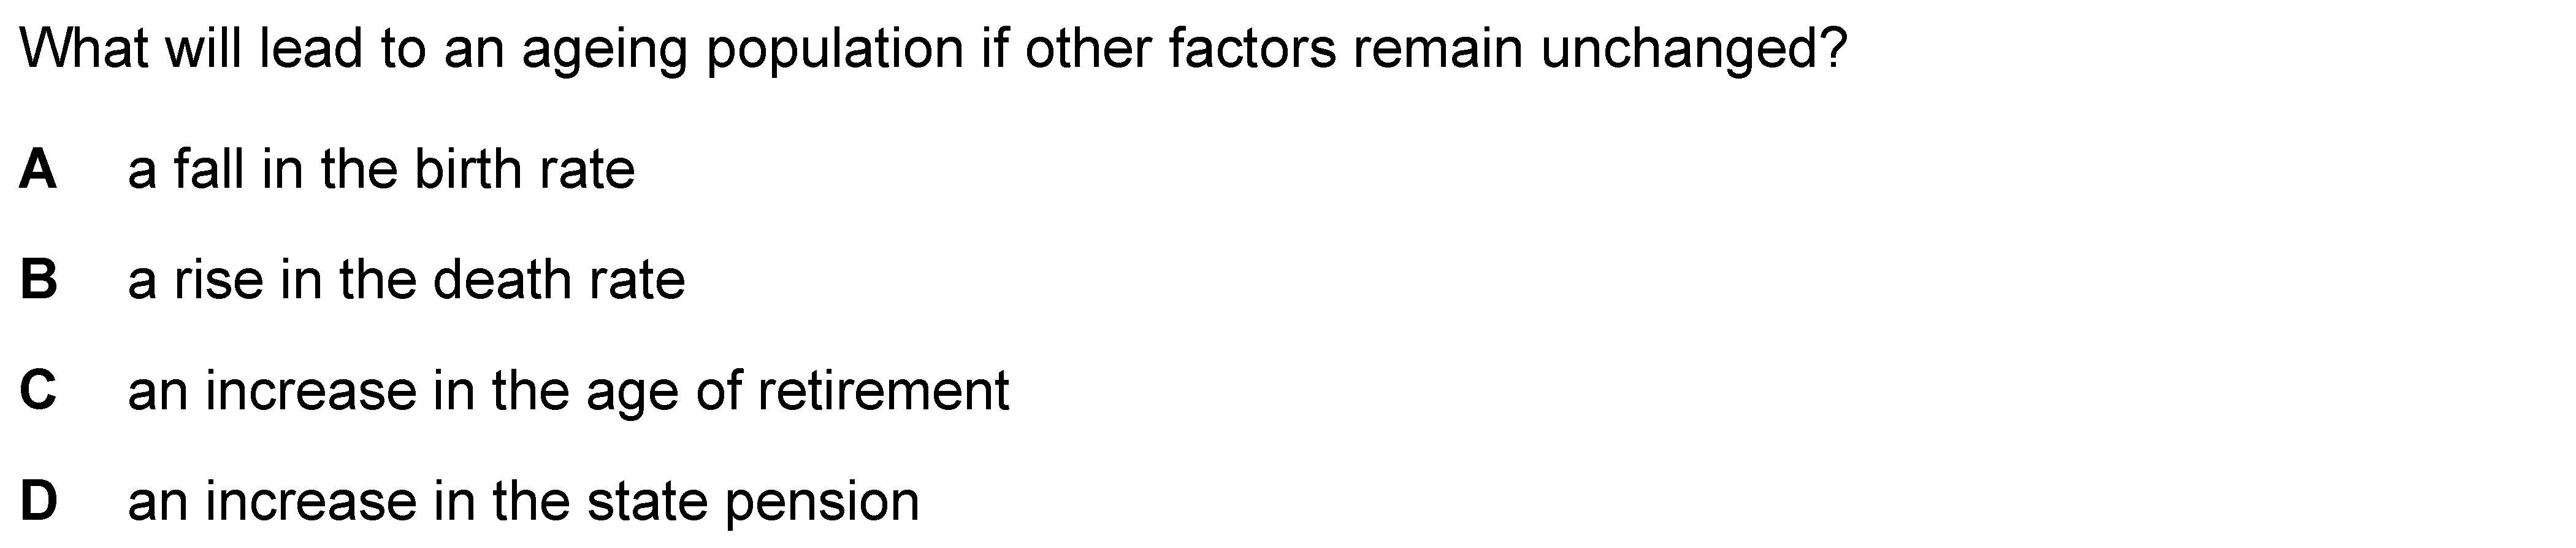 What will lead to an ageing population if other factors remain unchanged?
A a fall in the birth rate
B a rise in the death rate
C an increase in the age of retirement
D an increase in the state pension